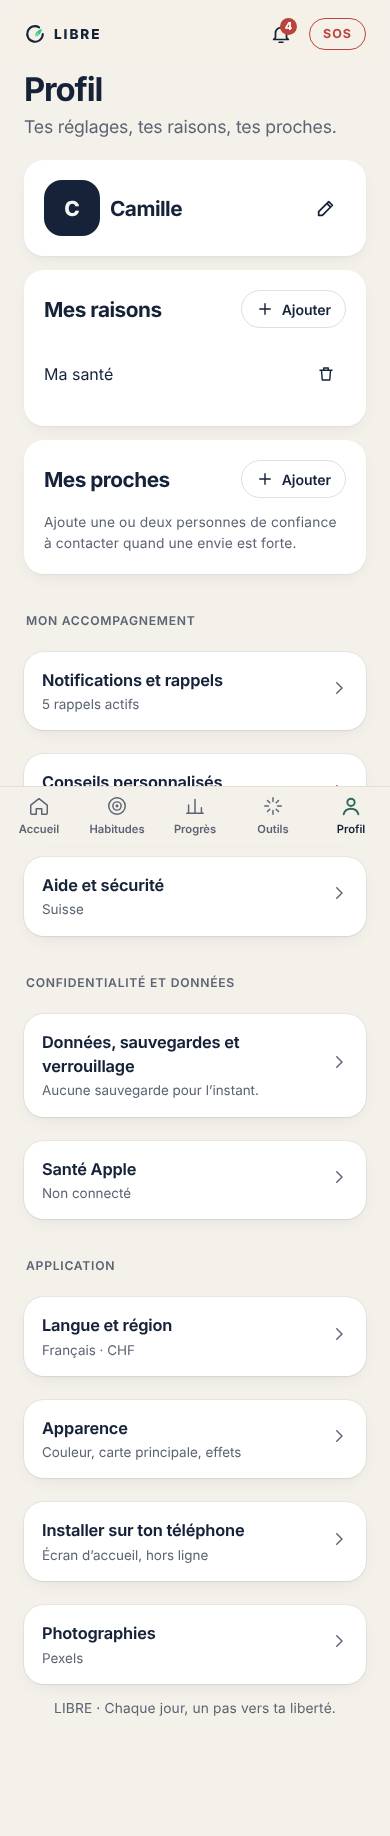 LIBRE
4
SOS
Profil
Tes réglages, tes raisons, tes proches.
C
Camille
Mes raisons
Ajouter
Ma santé
Mes proches
Ajouter
Ajoute une ou deux personnes de confiance
à contacter quand une envie est forte.
MON ACCOMPAGNEMENT
Notifications et rappels
5 rappels actifs
Conseils personnalisés
Accueil
Habitudes
Progrès
Outils
Profil
Aide et sécurité
Suisse
CONFIDENTIALITÉ ET DONNÉES
Données, sauvegardes et
verrouillage
Aucune sauvegarde pour l’instant.
Santé Apple
Non connecté
APPLICATION
Langue et région
Français · CHF
Apparence
Couleur, carte principale, effets
Installer sur ton téléphone
Écran d’accueil, hors ligne
Photographies
Pexels
LIBRE · Chaque jour, un pas vers ta liberté.